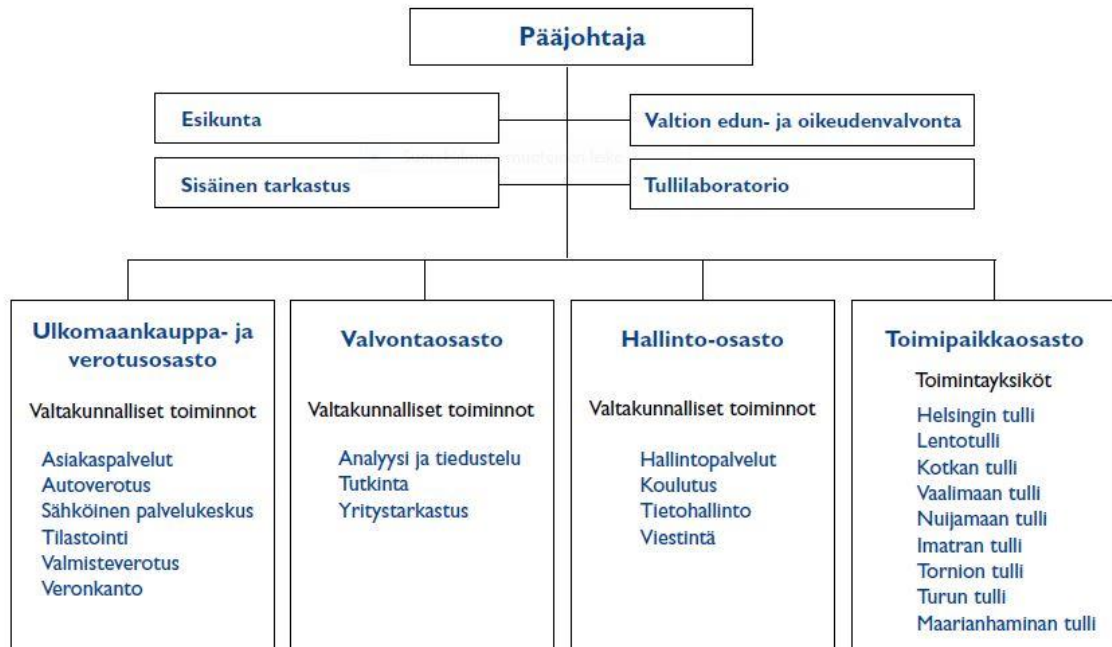 Pääjohtaja
Esikunta
Valtion edun- ja oikeudenvalvonta
Sisäinen tarkastus
Tullilaboratorio
Ulkomaankauppa- ja
verotusosasto
Valtakunnalliset toiminnot
Asiakaspalvelut
Autoverotus
Sähköinen palvelukeskus
Tilastointi
Valmisteverotus
Veronkanto
Valvontaosasto
Valtakunnalliset toiminnot
Analyysi ja tiedustelu
Tutkinta
Yritystarkastus
Hallinto-osasto
Valtakunnalliset toiminnot
Hallintopalvelut
Koulutus
Tietohallinto
Viestintä
Toimipaikkaosasto
Toimintayksiköt
Helsingin tulli
Lentotulli
Kotkan tulli
Vaalimaan tulli
Nuijamaan tulli
Imatran tulli
Tornion tulli
Turun tulli
Maarianhaminan tulli